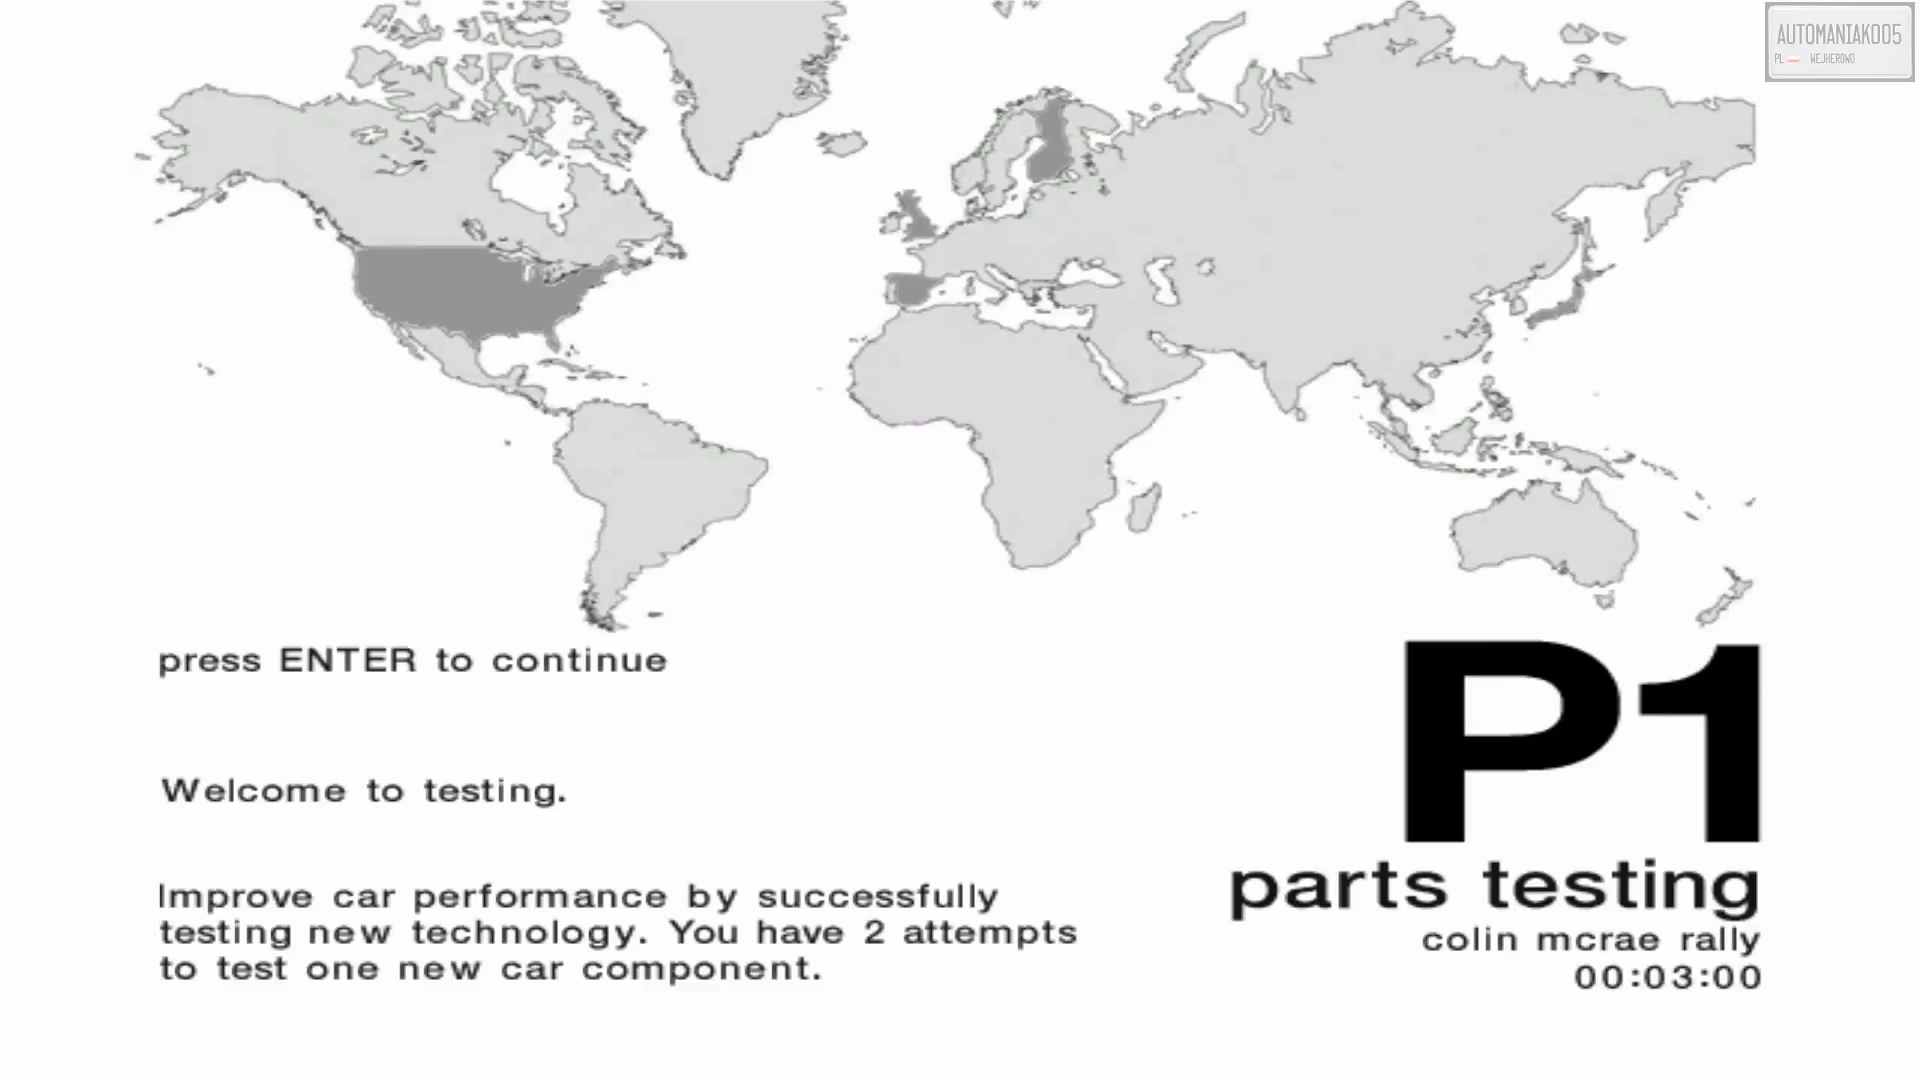 AUTOMANIAK005
PL WEJHEROWO
press ENTER to continue
P1
Welcome to testing.
parts testing
Improve car performance by successfully
testing new technology. You have 2 attempts
to test one new car component.
colin mcrae rally
00:03:00